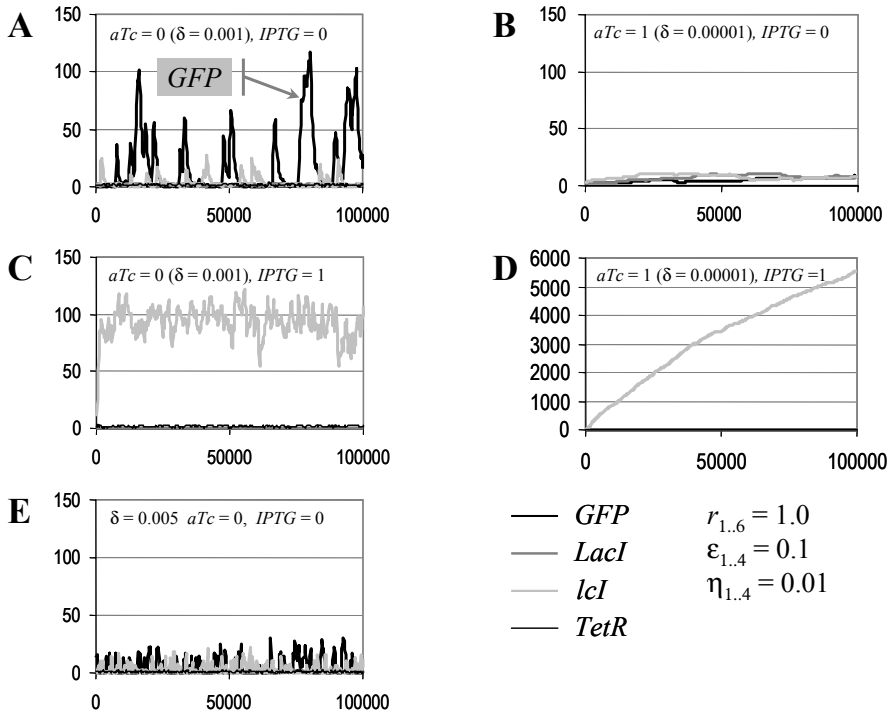 A
aTc = 0 (δ = 0.001), IPTG = 0
150
100
50
0
GFP
0 50000 100000
B
aTc = 1 (δ = 0.00001), IPTG = 0
150
100
50
0
0 50000 100000
C
aTc = 0 (δ = 0.001), IPTG = 1
150
100
50
0
0 50000 100000
D
aTc = 1 (δ = 0.00001), IPTG =1
6000
5000
4000
3000
2000
1000
0
0 50000 100000
E
δ = 0.005 aTc = 0, IPTG = 0
150
100
50
0
0 50000 100000
GFP
LacI
lcI
TetR
r1..6 = 1.0
ε1..4 = 0.1
η1..4 = 0.01